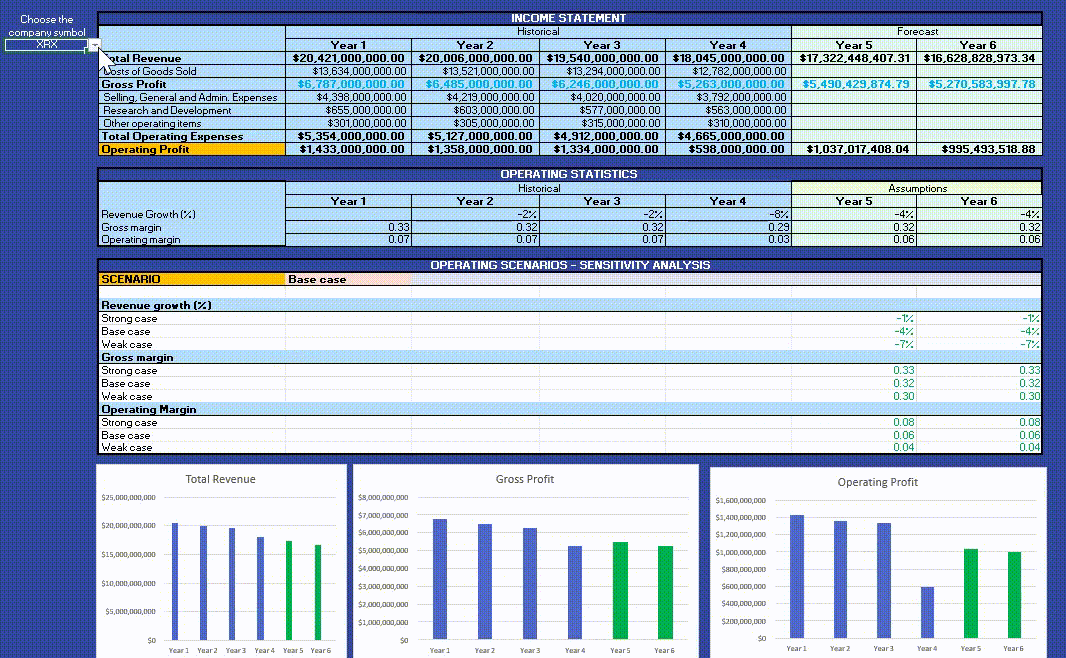 Choose the
company symbol
XRX
INCOME STATEMENT
Historical Forecast
Year 1 Year 2 Year 3 Year 4 Year 5 Year 6
otal Revenue $20,421,000,000.00 $20,006,000,000.00 $19,540,000,000.00 $18,045,000,000.00 $17,322,448,407.31 $16,628,828,973.34
Costs of Goods Sold $13,634,000,000.00 $13,521,000,000.00 $13,294,000,000.00 $12,782,000,000.00
Gross Profit $6,787,000,000.00 $6,485,000,000.00 $6,246,000,000.00 $5,263,000,000.00 $5,490,429,874.79 $5,270,583,997.78
Selling, General and Admin. Expenses $4,398,000,000.00 $4,219,000,000.00 $4,020,000,000.00 $3,792,000,000.00
Research and Development $655,000,000.00 $603,000,000.00 $577,000,000.00 $563,000,000.00
Other operating items $301,000,000.00 $305,000,000.00 $315,000,000.00 $310,000,000.00
Total Operating Expenses $5,354,000,000.00 $5,127,000,000.00 $4,912,000,000.00 $4,665,000,000.00
Operating Profit $1,433,000,000.00 $1,358,000,000.00 $1,334,000,000.00 $598,000,000.00 $1,037,017,408.04 $995,493,518.88
OPERATING STATISTICS
Historical Assumptions
Year 1 Year 2 Year 3 Year 4 Year 5 Year 6
Revenue Growth (%) -2% -2% -8% -4% -4%
Gross margin 0.33 0.32 0.32 0.29 0.32 0.32
Operating margin 0.07 0.07 0.07 0.03 0.06 0.06
OPERATING SCENARIOS - SENSITIVITY ANALYSIS
SCENARIO Base case
Revenue growth (%)
Strong case -1% -1%
Base case -4% -4%
Weak case -7% -7%
Gross margin
Strong case 0.33 0.33
Base case 0.32 0.32
Weak case 0.30 0.30
Operating Margin
Strong case 0.08 0.08
Base case 0.06 0.06
Weak case 0.04 0.04
Total Revenue
$25,000,000,000
$20,000,000,000
$15,000,000,000
$10,000,000,000
$5,000,000,000
$0
Year 1 Year 2 Year 3 Year 4 Year 5 Year 6
Gross Profit
$8,000,000,000
$7,000,000,000
$6,000,000,000
$5,000,000,000
$4,000,000,000
$3,000,000,000
$2,000,000,000
$1,000,000,000
$0
Year 1 Year 2 Year 3 Year 4 Year 5 Year 6
Operating Profit
$1,600,000,000
$1,400,000,000
$1,200,000,000
$1,000,000,000
$800,000,000
$600,000,000
$400,000,000
$200,000,000
$0
Year 1 Year 2 Year 3 Year 4 Year 5 Year 6